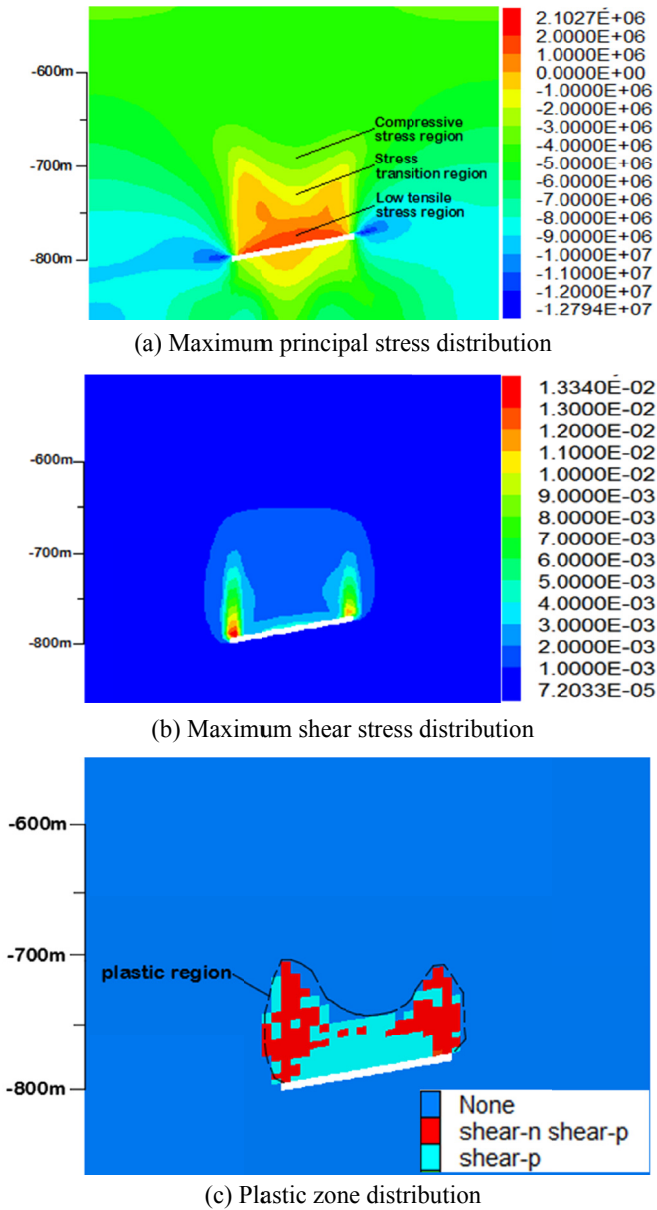 2.1027E+06
2.0000E+06
1.0000E+06
0.0000E+00
-1.0000E+06
-2.0000E+06
-3.0000E+06
-4.0000E+06
-5.0000E+06
-6.0000E+06
-7.0000E+06
-8.0000E+06
-9.0000E+06
-1.0000E+07
-1.1000E+07
-1.2000E+07
-1.2794E+07
-600m
-700m
-800m
Compressive
stress region
Stress
transition region
Low tensile
stress region
(a) Maximum principal stress distribution
1.3340E-02
1.3000E-02
1.2000E-02
1.1000E-02
1.0000E-02
9.0000E-03
8.0000E-03
7.0000E-03
6.0000E-03
5.0000E-03
4.0000E-03
3.0000E-03
2.0000E-03
1.0000E-03
7.2033E-05
-600m
-700m
-800m
(b) Maximum shear stress distribution
-600m
-700m
-800m
plastic region
None
shear-n shear-p
shear-p
(c) Plastic zone distribution